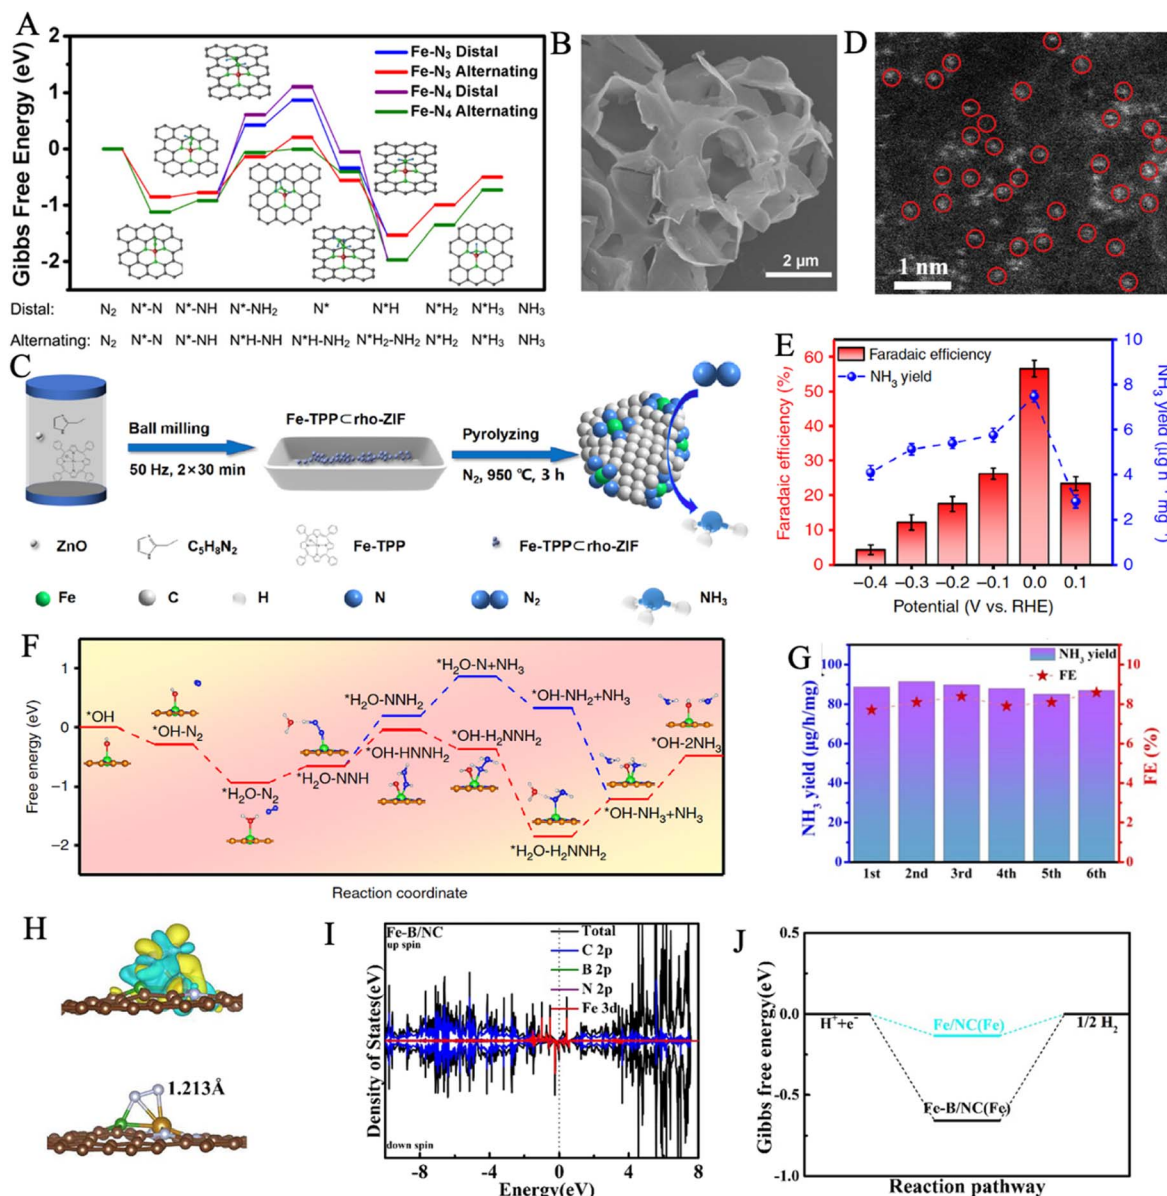 A
Gibbs Free Energy (eV)
2
1
0
-1
-2
Fe-N3 Distal
Fe-N3 Alternating
Fe-N4 Distal
Fe-N4 Alternating
Distal: N2 N*-N N*-NH N*-NH2 N* N*H N*H2 N*H3 NH3
Alternating: N2 N*-N N*-NH N*H-NH N*H-NH2 N*H2-NH2 N*H2 N*H3 NH3
B
2 μm
D
1 nm
C
Ball milling
50 Hz, 2×30 min
Fe-TPP⊂rho-ZIF
Pyrolyzing
N2, 950 ℃, 3 h
ZnO
C5H8N2
Fe-TPP
Fe-TPP⊂rho-ZIF
Fe
C
H
N
N2
NH3
E
Faradaic efficiency (%)
60
50
40
30
20
10
0
Faradaic efficiency
NH3 yield
10
8
6
4
2
0
NH3 yield (μg h⁻¹ mg⁻¹)
−0.4 −0.3 −0.2 −0.1 0.0 0.1
Potential (V vs. RHE)
F
Free energy (eV)
1
0
−1
−2
*OH
*OH-N2
*H2O-N2
*H2O-NNH
*H2O-NNH2
*H2O-N+NH3
*OH-HNNH2
*OH-H2NNH2
*OH-NH2+NH3
*H2O-H2NNH2
*OH-NH3+NH3
*OH-2NH3
Reaction coordinate
G
NH3 yield (μg/h/mg)
100
80
60
40
20
0
NH3 yield
FE
10
8
6
4
2
0
FE (%)
1st 2nd 3rd 4th 5th 6th
H
1.213Å
I
Density of States(eV)
Fe-B/NC
up spin
Total
C 2p
B 2p
N 2p
Fe 3d
down spin
-8 -4 0 4 8
Energy(eV)
J
Gibbs free energy(eV)
0.5
0.0
-0.5
-1.0
H⁺+e⁻
Fe/NC(Fe)
1/2 H2
Fe-B/NC(Fe)
Reaction pathway